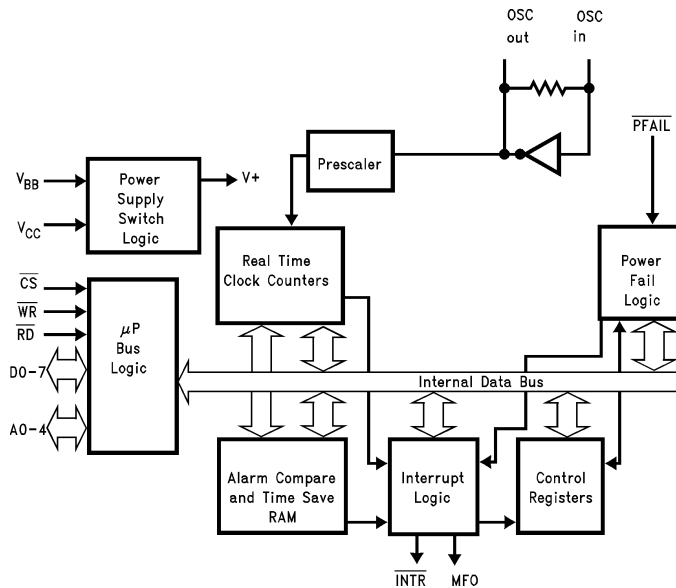 OSC OSC
out in
PFAIL
Prescaler
VBB
VCC
Power
Supply
Switch
Logic
V+
Real Time
Clock Counters
Power
Fail
Logic
CS
WR
RD
D0-7
A0-4
μP
Bus
Logic
Internal Data Bus
Alarm Compare
and Time Save
RAM
Interrupt
Logic
Control
Registers
INTR MFO